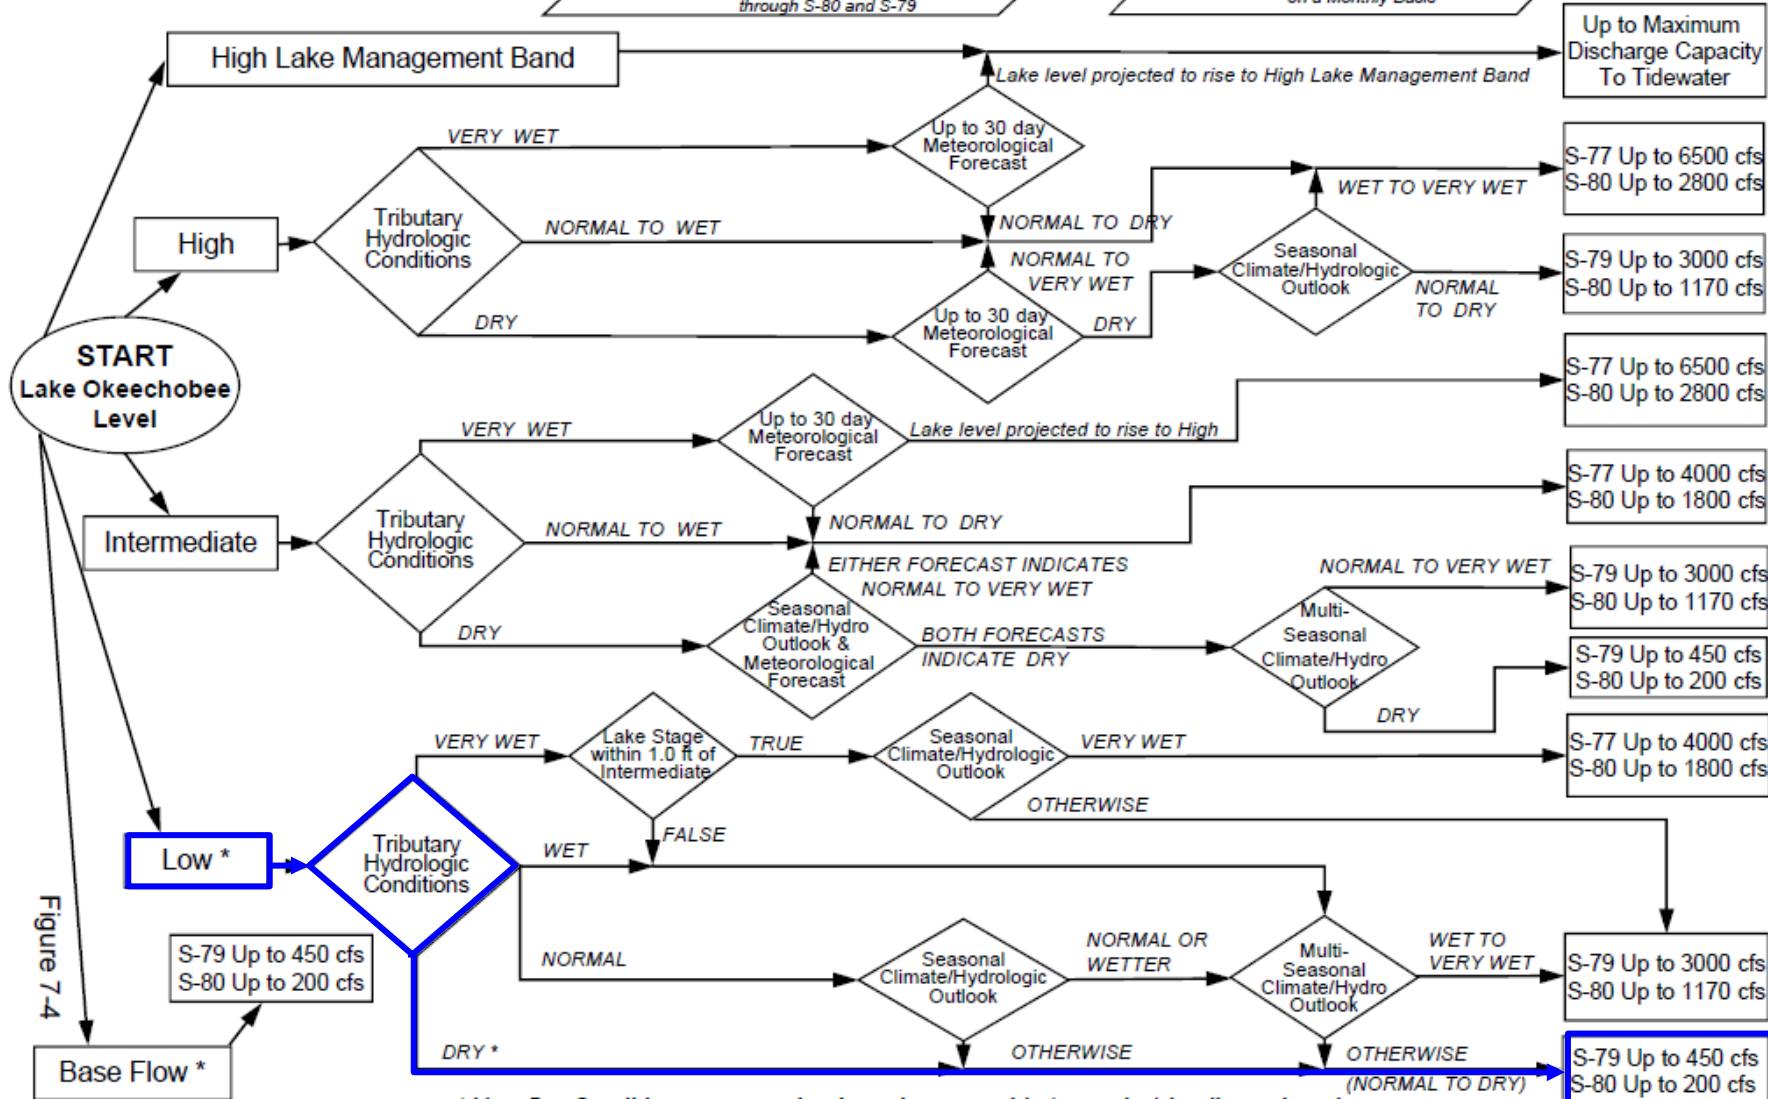 through S-80 and S-79
on a Monthly Basis
High Lake Management Band
Lake level projected to rise to High Lake Management Band
Up to Maximum
Discharge Capacity
To Tidewater
VERY WET
Up to 30 day
Meteorological
Forecast
S-77 Up to 6500 cfs
S-80 Up to 2800 cfs
WET TO VERY WET
High
Tributary
Hydrologic
Conditions
NORMAL TO WET
NORMAL TO DRY
NORMAL TO
VERY WET
Seasonal
Climate/Hydrologic
Outlook
NORMAL
TO DRY
S-79 Up to 3000 cfs
S-80 Up to 1170 cfs
DRY
Up to 30 day
Meteorological
Forecast
DRY
START
Lake Okeechobee
Level
S-77 Up to 6500 cfs
S-80 Up to 2800 cfs
VERY WET
Up to 30 day
Meteorological
Forecast
Lake level projected to rise to High
S-77 Up to 4000 cfs
S-80 Up to 1800 cfs
Intermediate
Tributary
Hydrologic
Conditions
NORMAL TO WET
NORMAL TO DRY
EITHER FORECAST INDICATES
NORMAL TO VERY WET
NORMAL TO VERY WET
S-79 Up to 3000 cfs
S-80 Up to 1170 cfs
DRY
Seasonal
Climate/Hydro
Outlook &
Meteorological
Forecast
BOTH FORECASTS
INDICATE DRY
Multi-
Seasonal
Climate/Hydro
Outlook
DRY
S-79 Up to 450 cfs
S-80 Up to 200 cfs
VERY WET
Lake Stage
within 1.0 ft of
Intermediate
TRUE
Seasonal
Climate/Hydrologic
Outlook
VERY WET
S-77 Up to 4000 cfs
S-80 Up to 1800 cfs
OTHERWISE
FALSE
Low *
Tributary
Hydrologic
Conditions
WET
NORMAL
Seasonal
Climate/Hydrologic
Outlook
NORMAL OR
WETTER
Multi-
Seasonal
Climate/Hydro
Outlook
WET TO
VERY WET
S-79 Up to 3000 cfs
S-80 Up to 1170 cfs
Figure 7-4
S-79 Up to 450 cfs
S-80 Up to 200 cfs
Base Flow *
DRY *
OTHERWISE
OTHERWISE
(NORMAL TO DRY)
S-79 Up to 450 cfs
S-80 Up to 200 cfs